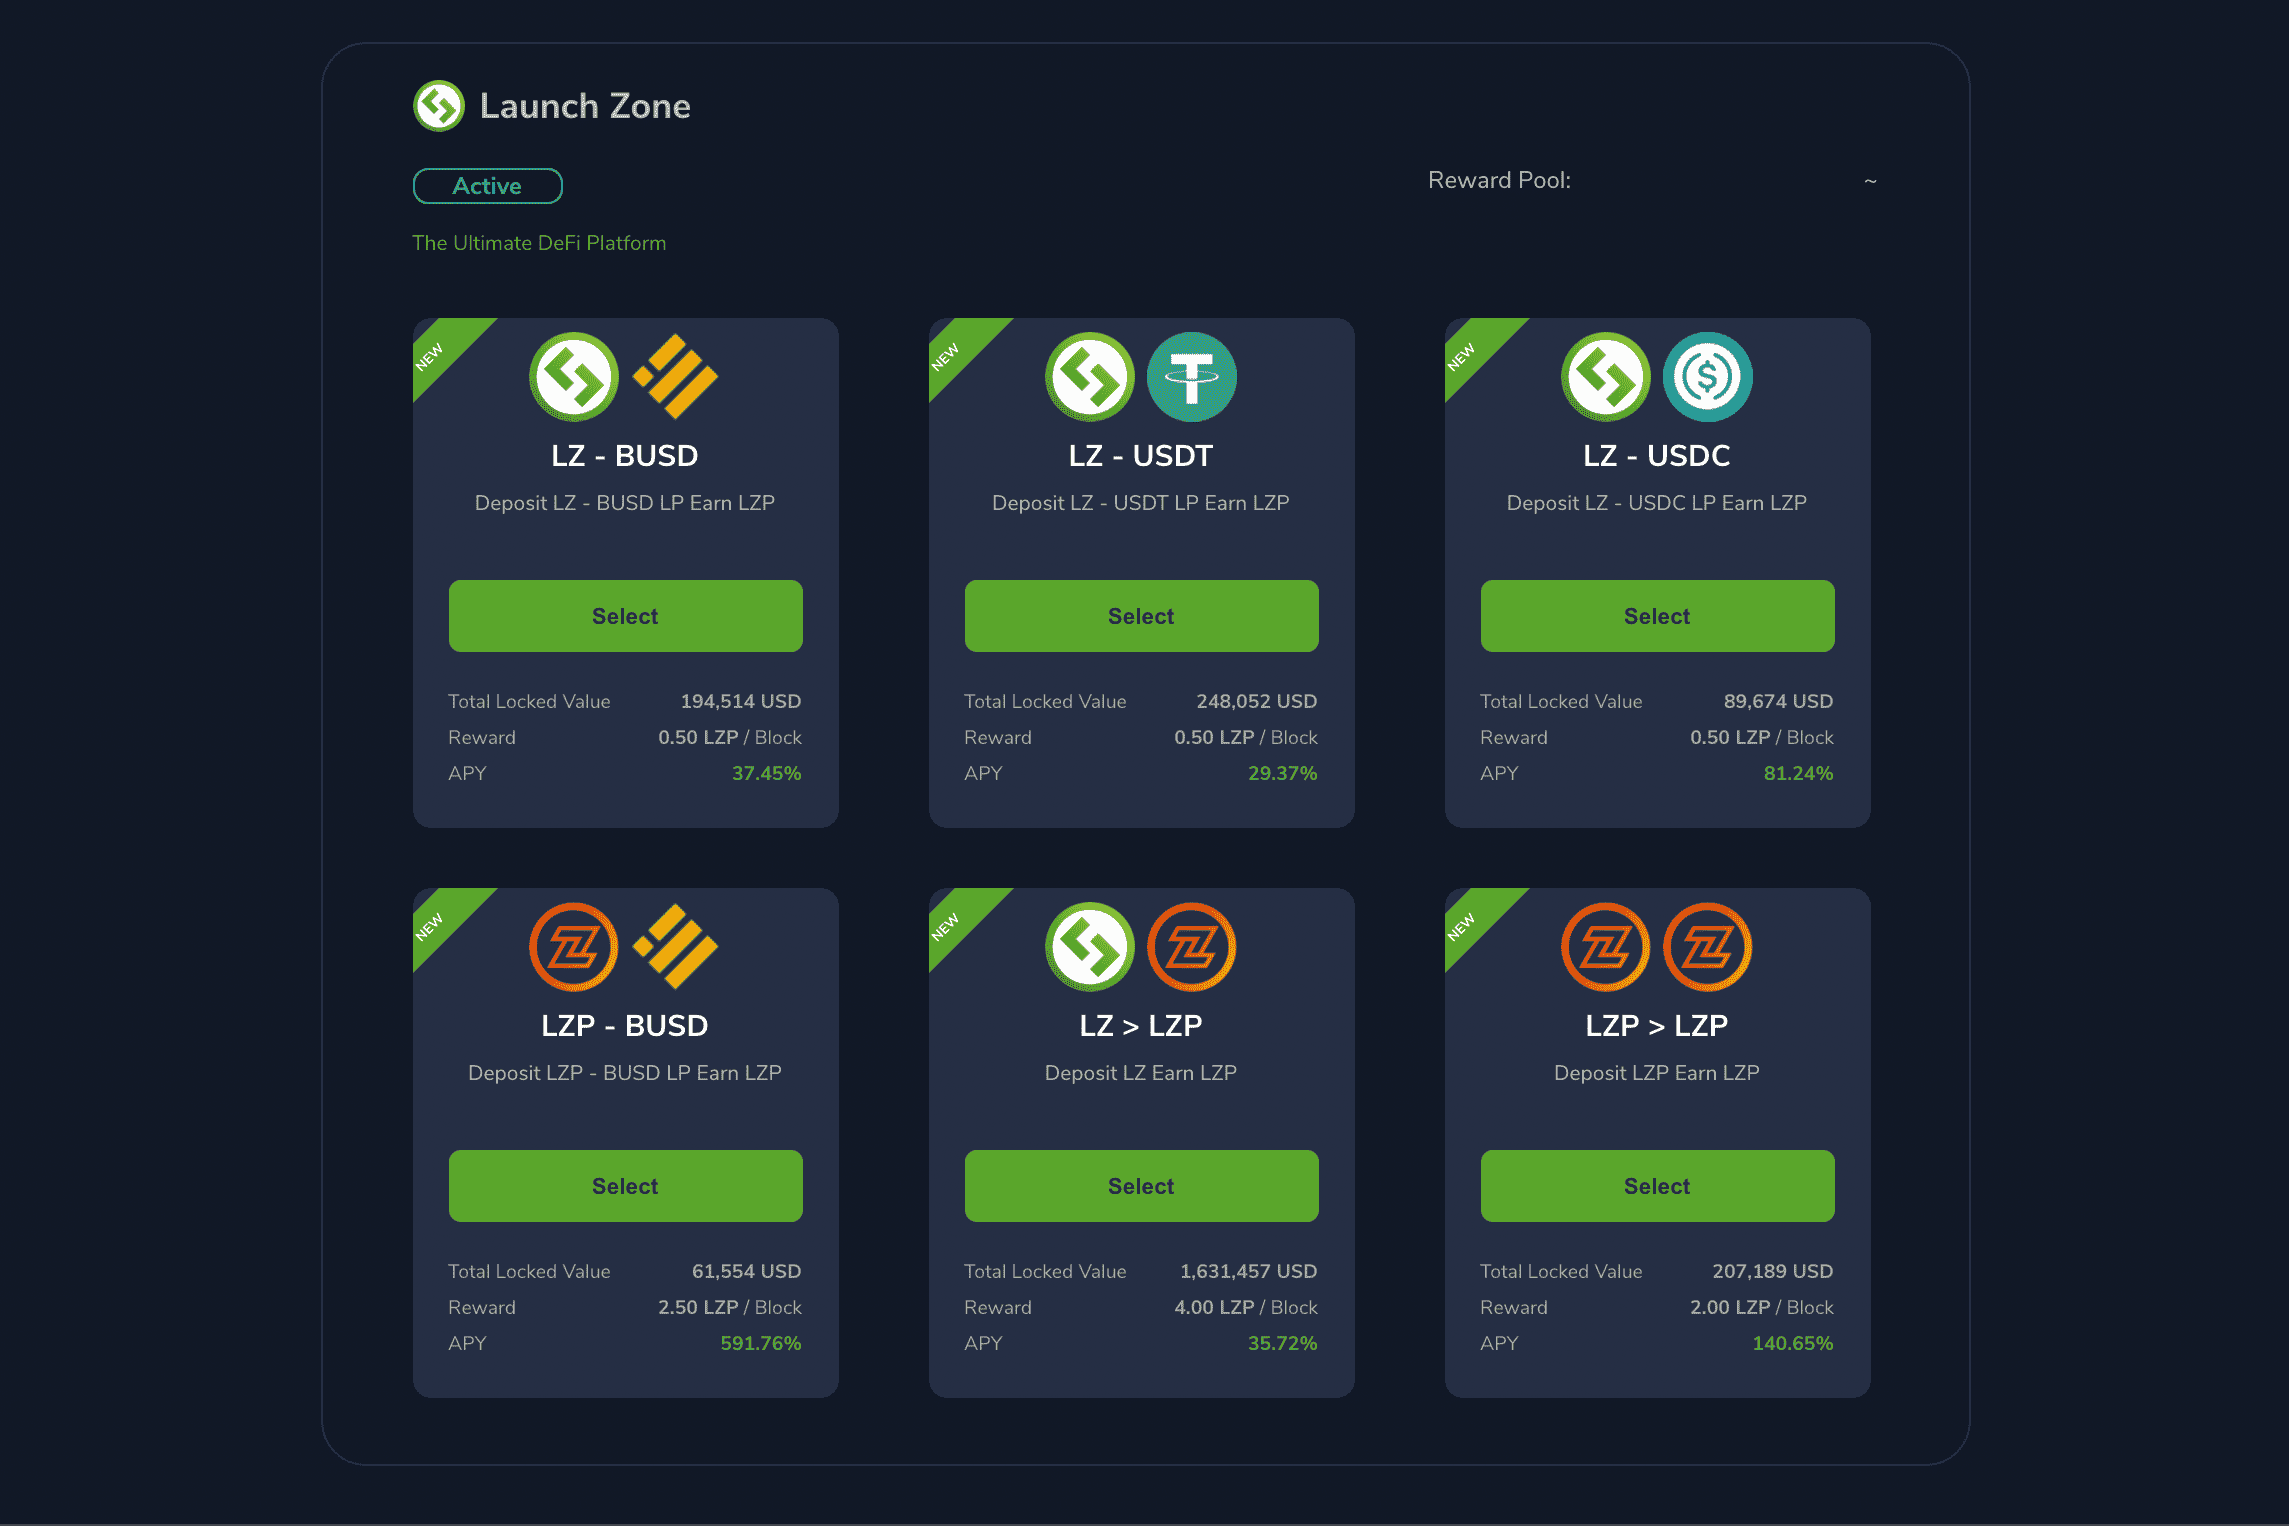 Launch Zone
Active
Reward Pool: ~
The Ultimate DeFi Platform
NEW
LZ - BUSD
Deposit LZ - BUSD LP Earn LZP
Select
Total Locked Value 194,514 USD
Reward 0.50 LZP / Block
APY 37.45%
NEW
LZ - USDT
Deposit LZ - USDT LP Earn LZP
Select
Total Locked Value 248,052 USD
Reward 0.50 LZP / Block
APY 29.37%
NEW
LZ - USDC
Deposit LZ - USDC LP Earn LZP
Select
Total Locked Value 89,674 USD
Reward 0.50 LZP / Block
APY 81.24%
NEW
LZP - BUSD
Deposit LZP - BUSD LP Earn LZP
Select
Total Locked Value 61,554 USD
Reward 2.50 LZP / Block
APY 591.76%
NEW
LZ > LZP
Deposit LZ Earn LZP
Select
Total Locked Value 1,631,457 USD
Reward 4.00 LZP / Block
APY 35.72%
NEW
LZP > LZP
Deposit LZP Earn LZP
Select
Total Locked Value 207,189 USD
Reward 2.00 LZP / Block
APY 140.65%